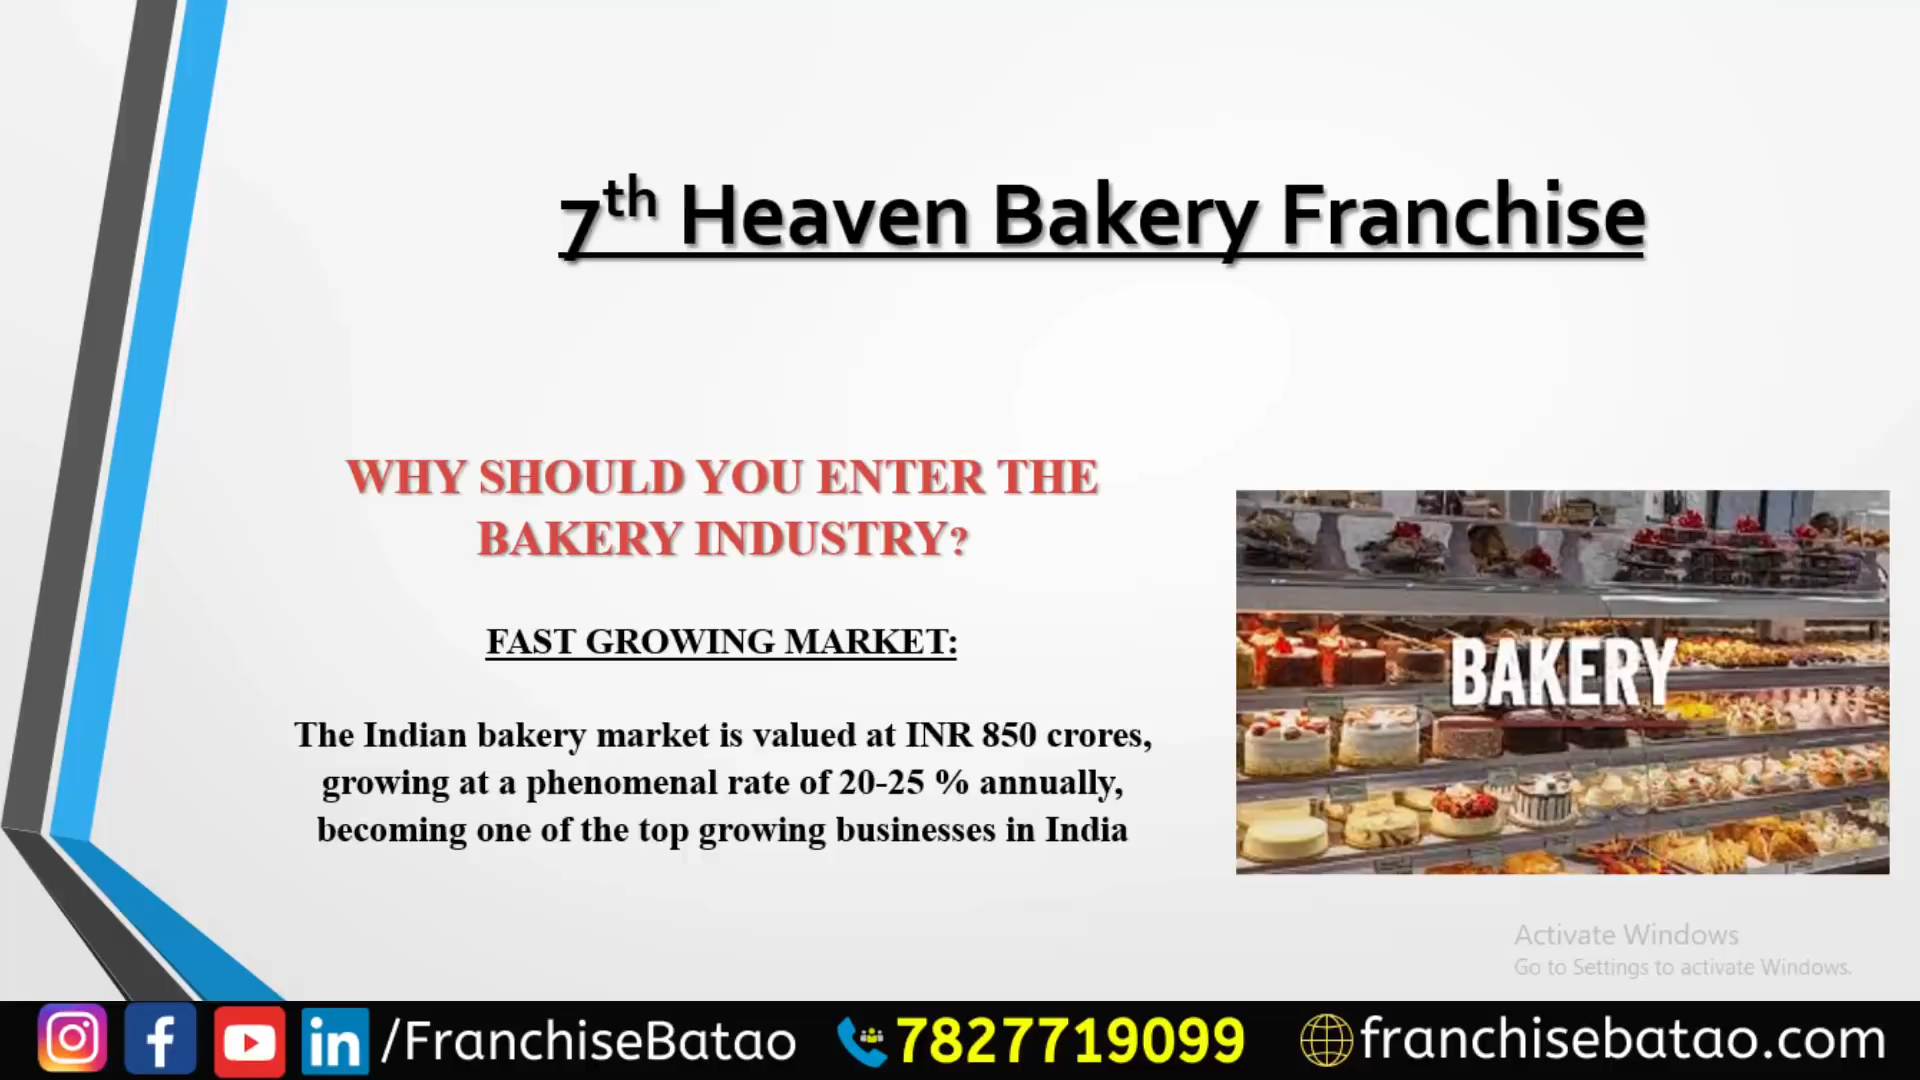 7th Heaven Bakery Franchise
WHY SHOULD YOU ENTER THE
BAKERY INDUSTRY?
FAST GROWING MARKET:
The Indian bakery market is valued at INR 850 crores,
growing at a phenomenal rate of 20-25 % annually,
becoming one of the top growing businesses in India
BAKERY
Activate Windows
Go to Settings to activate Windows.
/FranchiseBatao 7827719099 franchisebatao.com